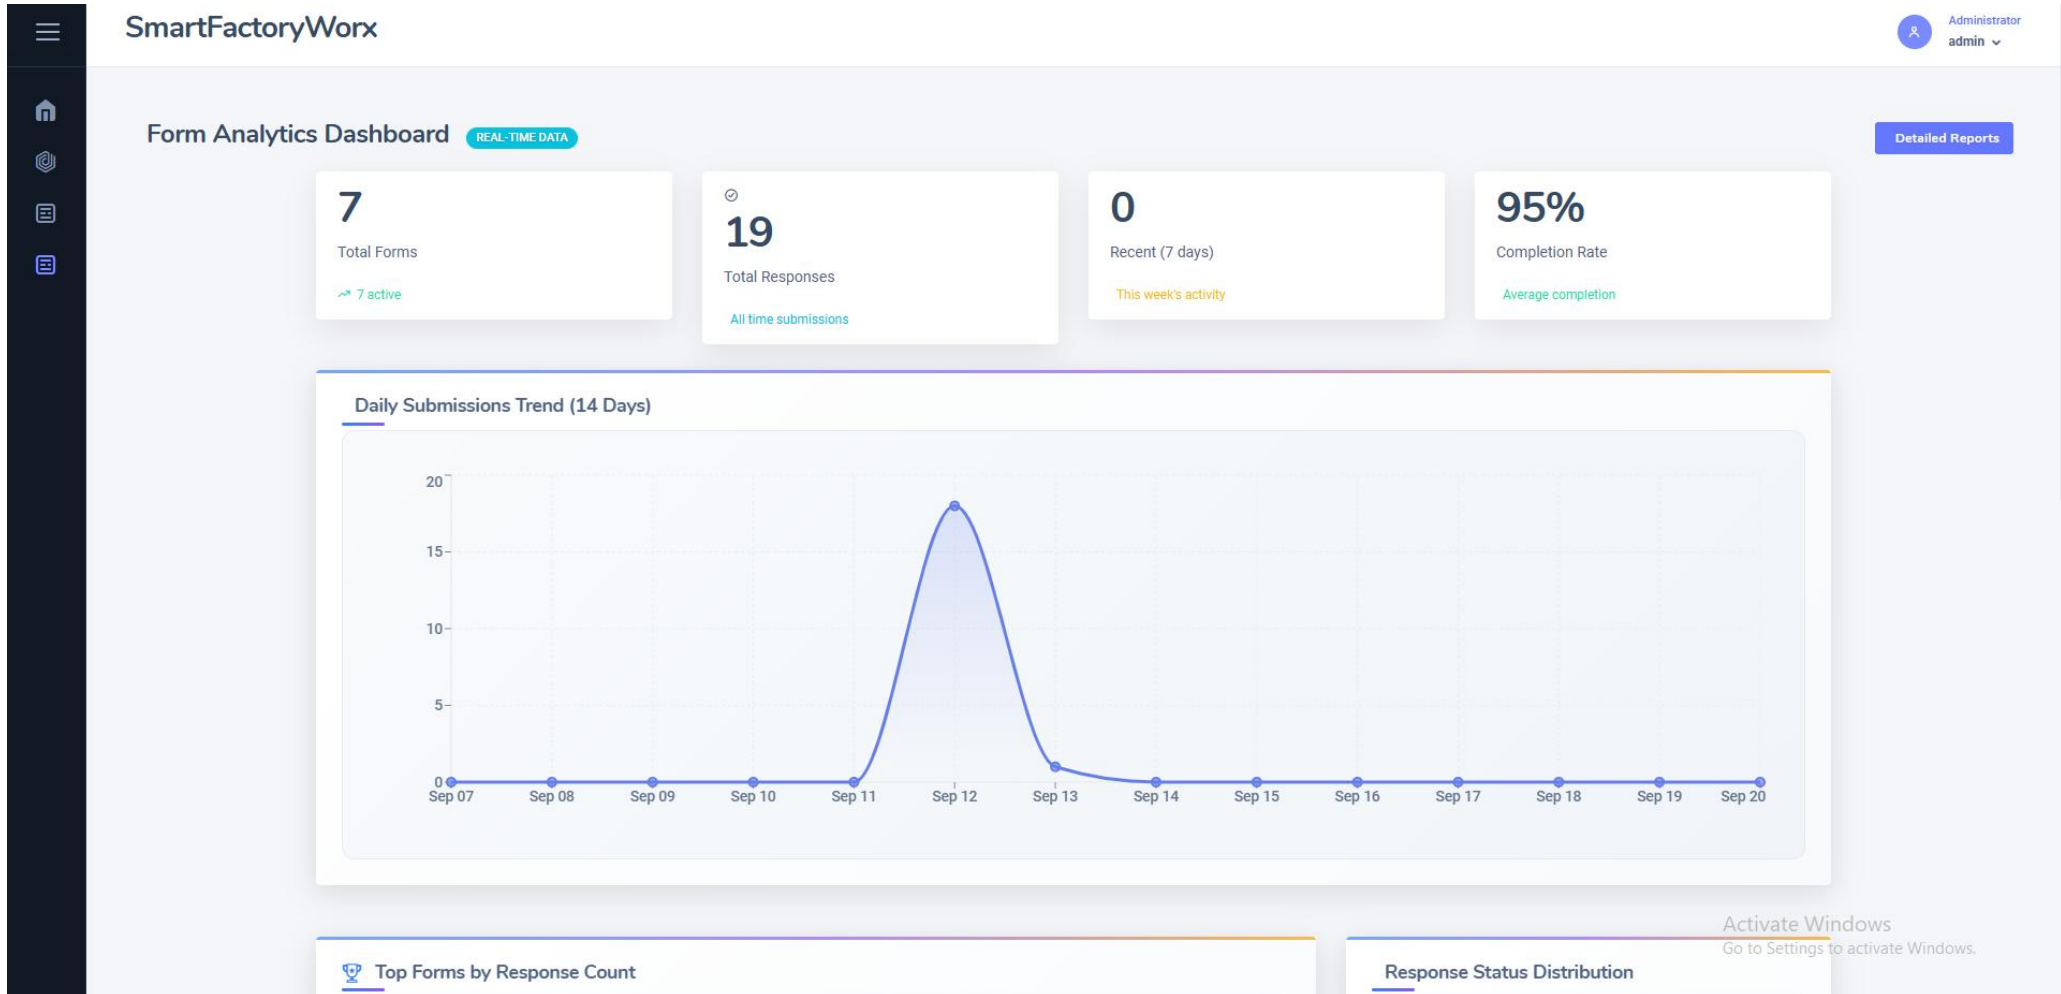 SmartFactoryWorx
Administrator
admin
Form Analytics Dashboard
REAL-TIME DATA
Detailed Reports
7
Total Forms
7 active
19
Total Responses
All time submissions
0
Recent (7 days)
This week's activity
95%
Completion Rate
Average completion
Daily Submissions Trend (14 Days)
20
15
10
5
0
Sep 07 Sep 08 Sep 09 Sep 10 Sep 11 Sep 12 Sep 13 Sep 14 Sep 15 Sep 16 Sep 17 Sep 18 Sep 19 Sep 20
Activate Windows
Go to Settings to activate Windows.
Top Forms by Response Count
Response Status Distribution